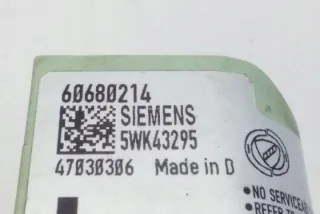 60680214
SIEMENS
5WK43295
47030306 Made in D
• NO SERVICEA
• REFER TO